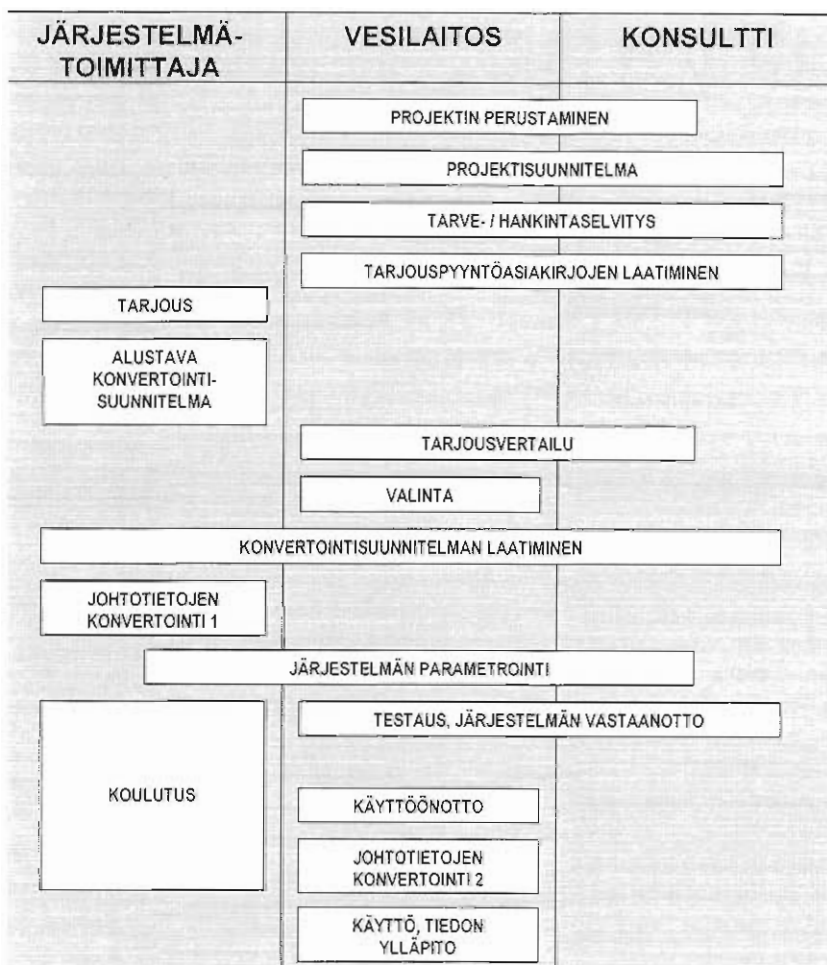 JÄRJESTELMÄ-
TOIMITTAJA
VESILAITOS
KONSULTTI
PROJEKTIN PERUSTAMINEN
PROJEKTISUUNNITELMA
TARVE- / HANKINTASELVITYS
TARJOUSPYYNTÖASIAKIRJOJEN LAATIMINEN
TARJOUS
ALUSTAVA
KONVERTOINTI-
SUUNNITELMA
TARJOUSVERTAILU
VALINTA
KONVERTOINTISUUNNITELMAN LAATIMINEN
JOHTOTIETOJEN
KONVERTOINTI 1
JÄRJESTELMÄN PARAMETROINTI
TESTAUS, JÄRJESTELMÄN VASTAANOTTO
KOULUTUS
KÄYTTÖÖNOTTO
JOHTOTIETOJEN
KONVERTOINTI 2
KÄYTTÖ, TIEDON
YLLÄPITO